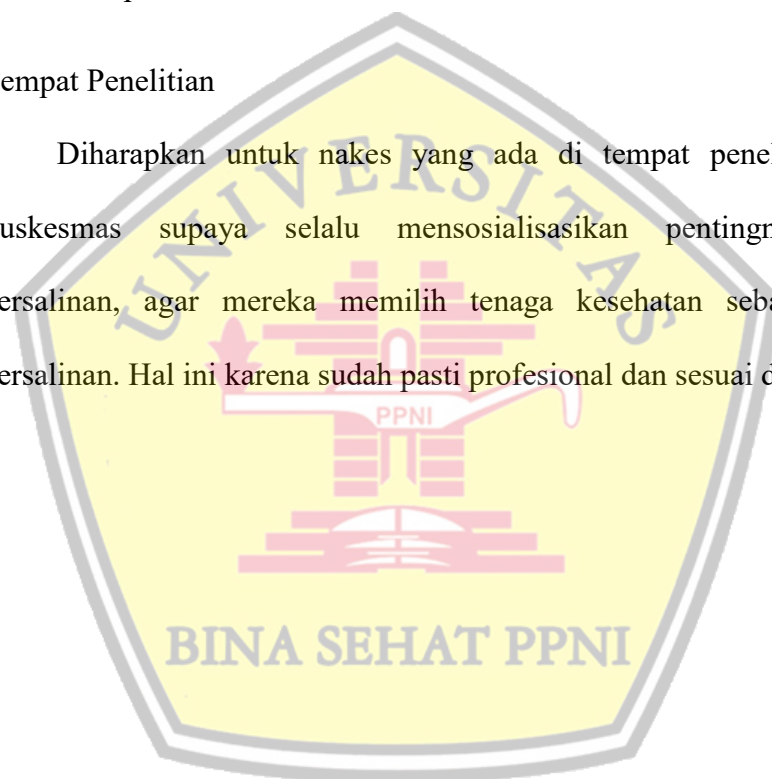 empat Penelitian
Diharapkan untuk nakes yang ada di tempat penel
uskesmas supaya selalu mensosialisasikan pentingn
ersalinan, agar mereka memilih tenaga kesehatan seba
ersalinan. Hal ini karena sudah pasti profesional dan sesuai d
UNIVERSITAS
PPNI
BINA SEHAT PPNI